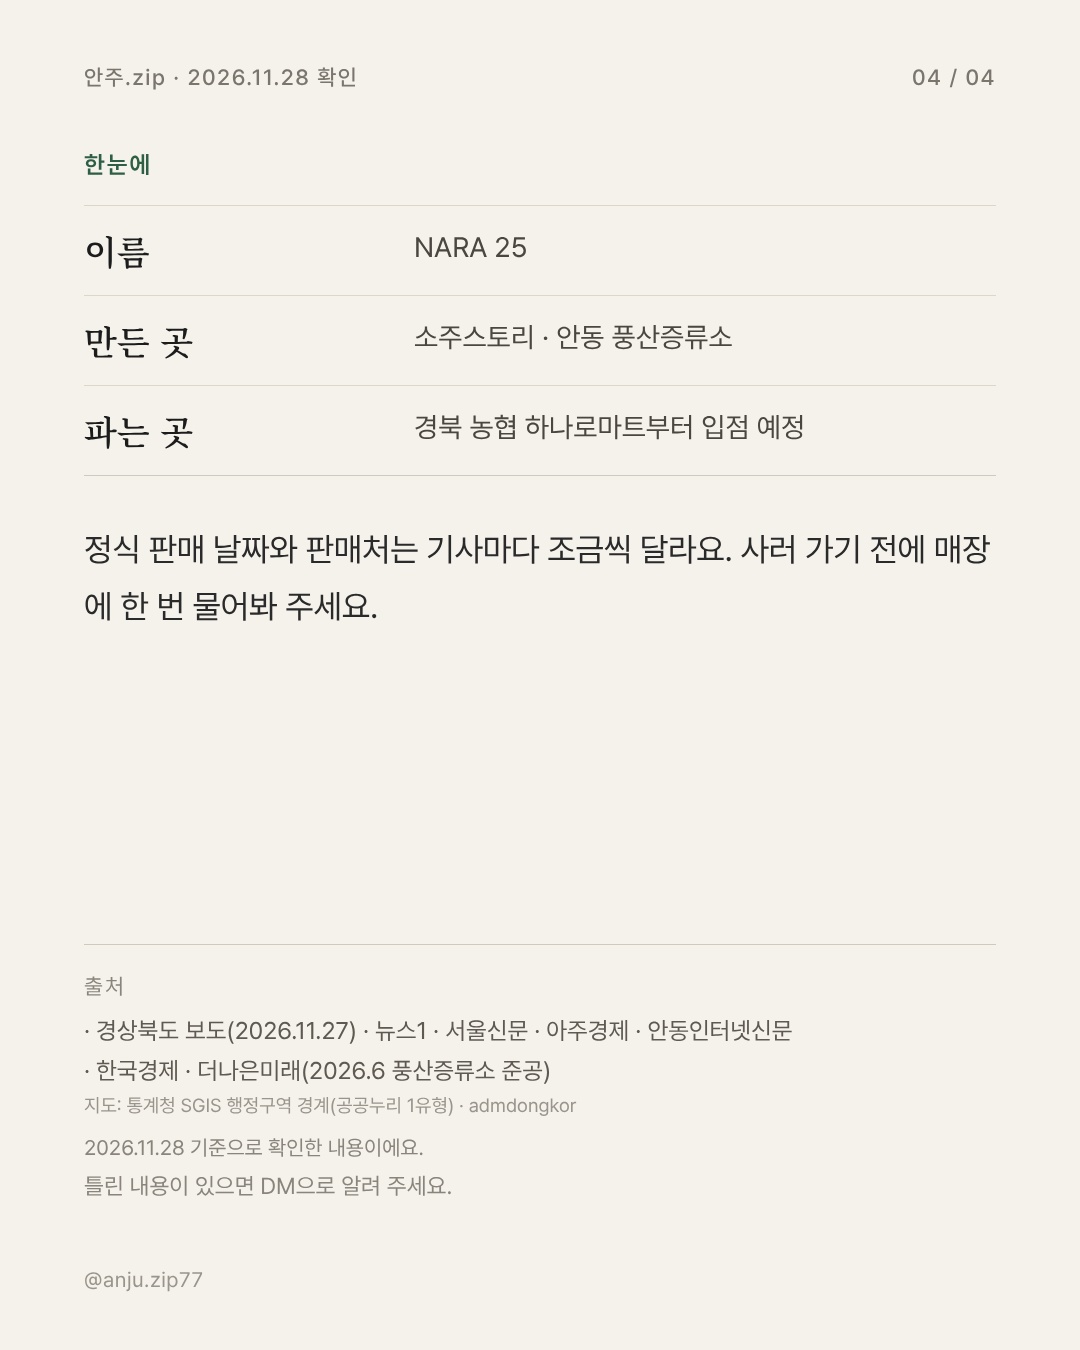 안주.zip · 2026.11.28 확인
04 / 04
한눈에
이름 NARA 25
만든 곳 소주스토리 · 안동 풍산증류소
파는 곳 경북 농협 하나로마트부터 입점 예정
정식 판매 날짜와 판매처는 기사마다 조금씩 달라요. 사러 가기 전에 매장
에 한 번 물어봐 주세요.
출처
· 경상북도 보도(2026.11.27) · 뉴스1 · 서울신문 · 아주경제 · 안동인터넷신문
· 한국경제 · 더나은미래(2026.6 풍산증류소 준공)
지도: 통계청 SGIS 행정구역 경계(공공누리 1유형) · admdongkor
2026.11.28 기준으로 확인한 내용이에요.
틀린 내용이 있으면 DM으로 알려 주세요.
@anju.zip77